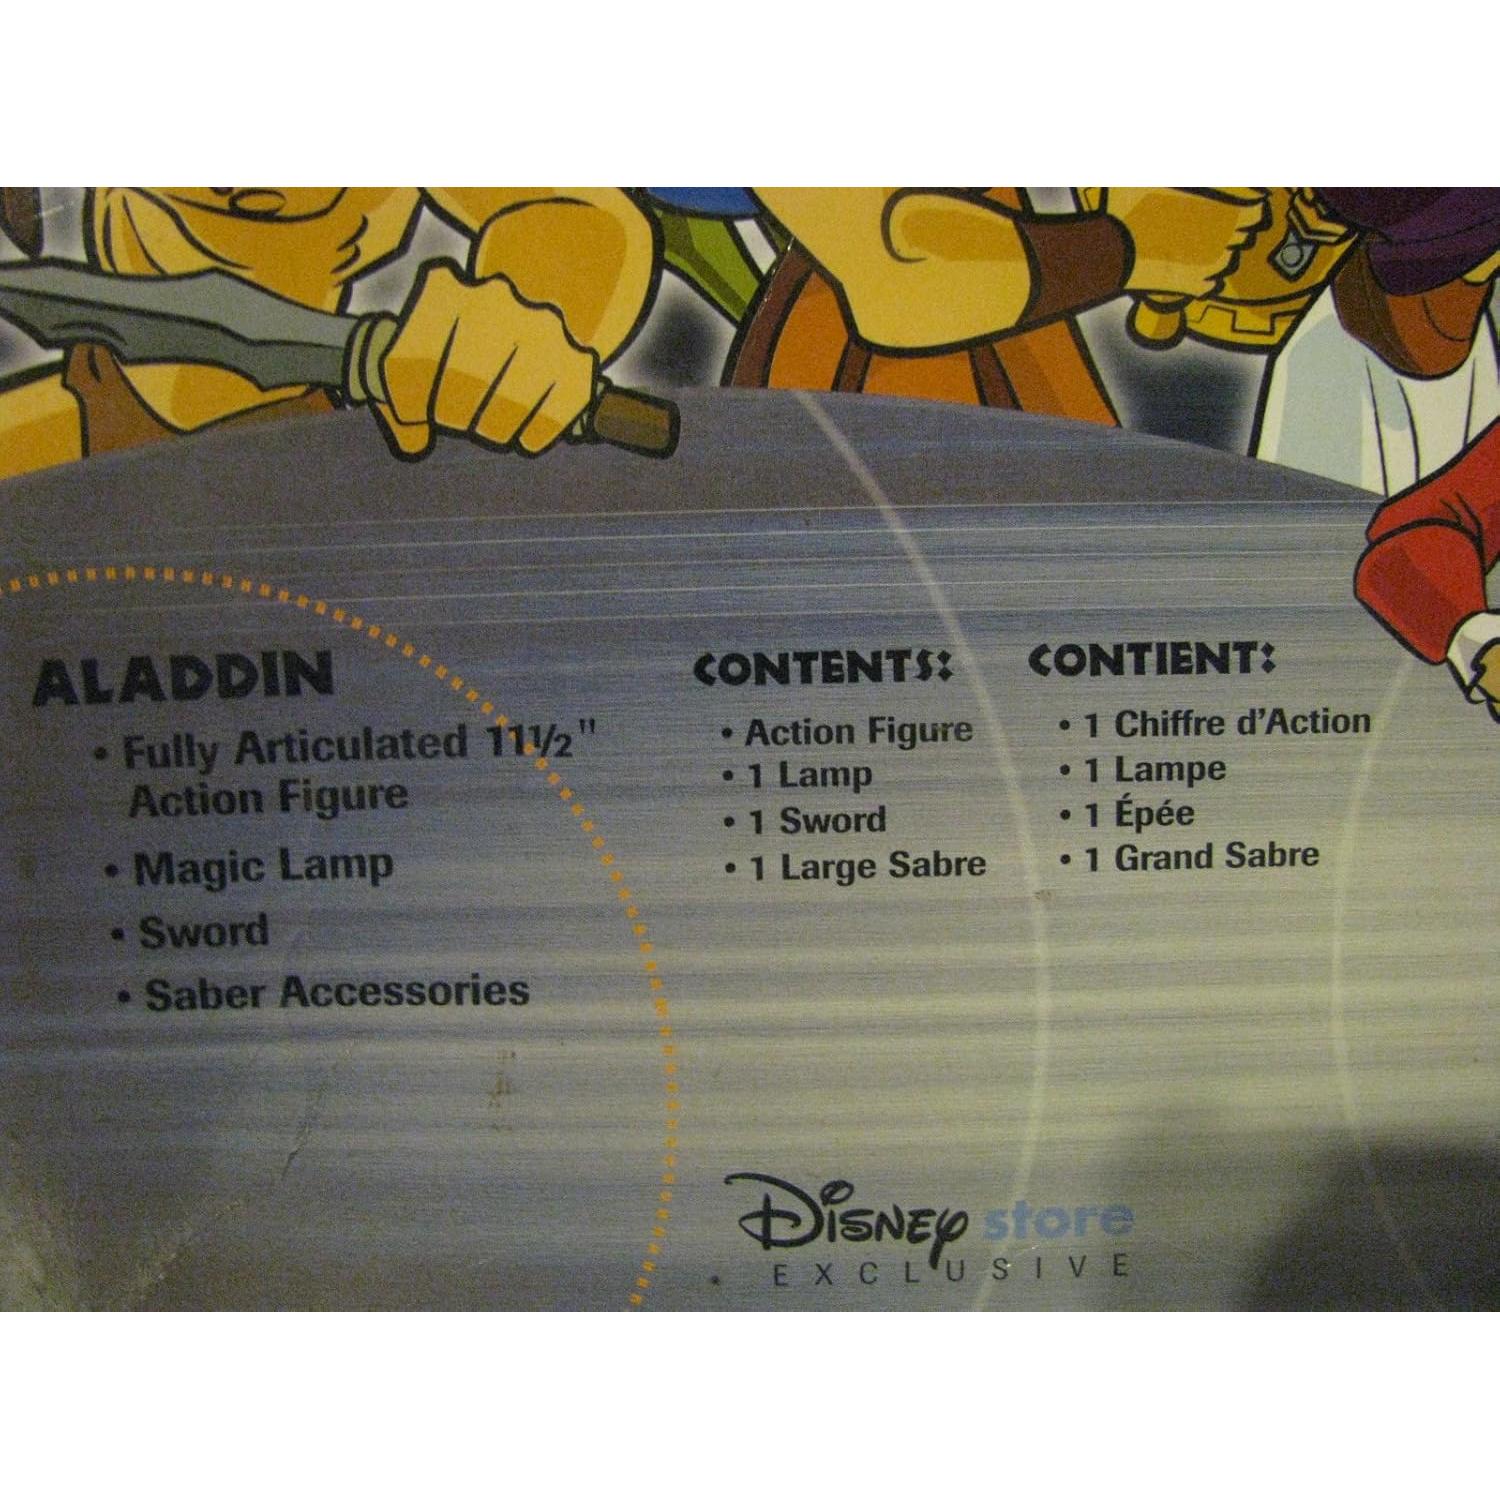 ALADDIN
• Fully Articulated 11½"
Action Figure
• Magic Lamp
• Sword
• Saber Accessories
CONTENTS:
• Action Figure
• 1 Lamp
• 1 Sword
• 1 Large Sabre
CONTIENT:
• 1 Chiffre d'Action
• 1 Lampe
• 1 Épée
• 1 Grand Sabre
Disney store
EXCLUSIVE